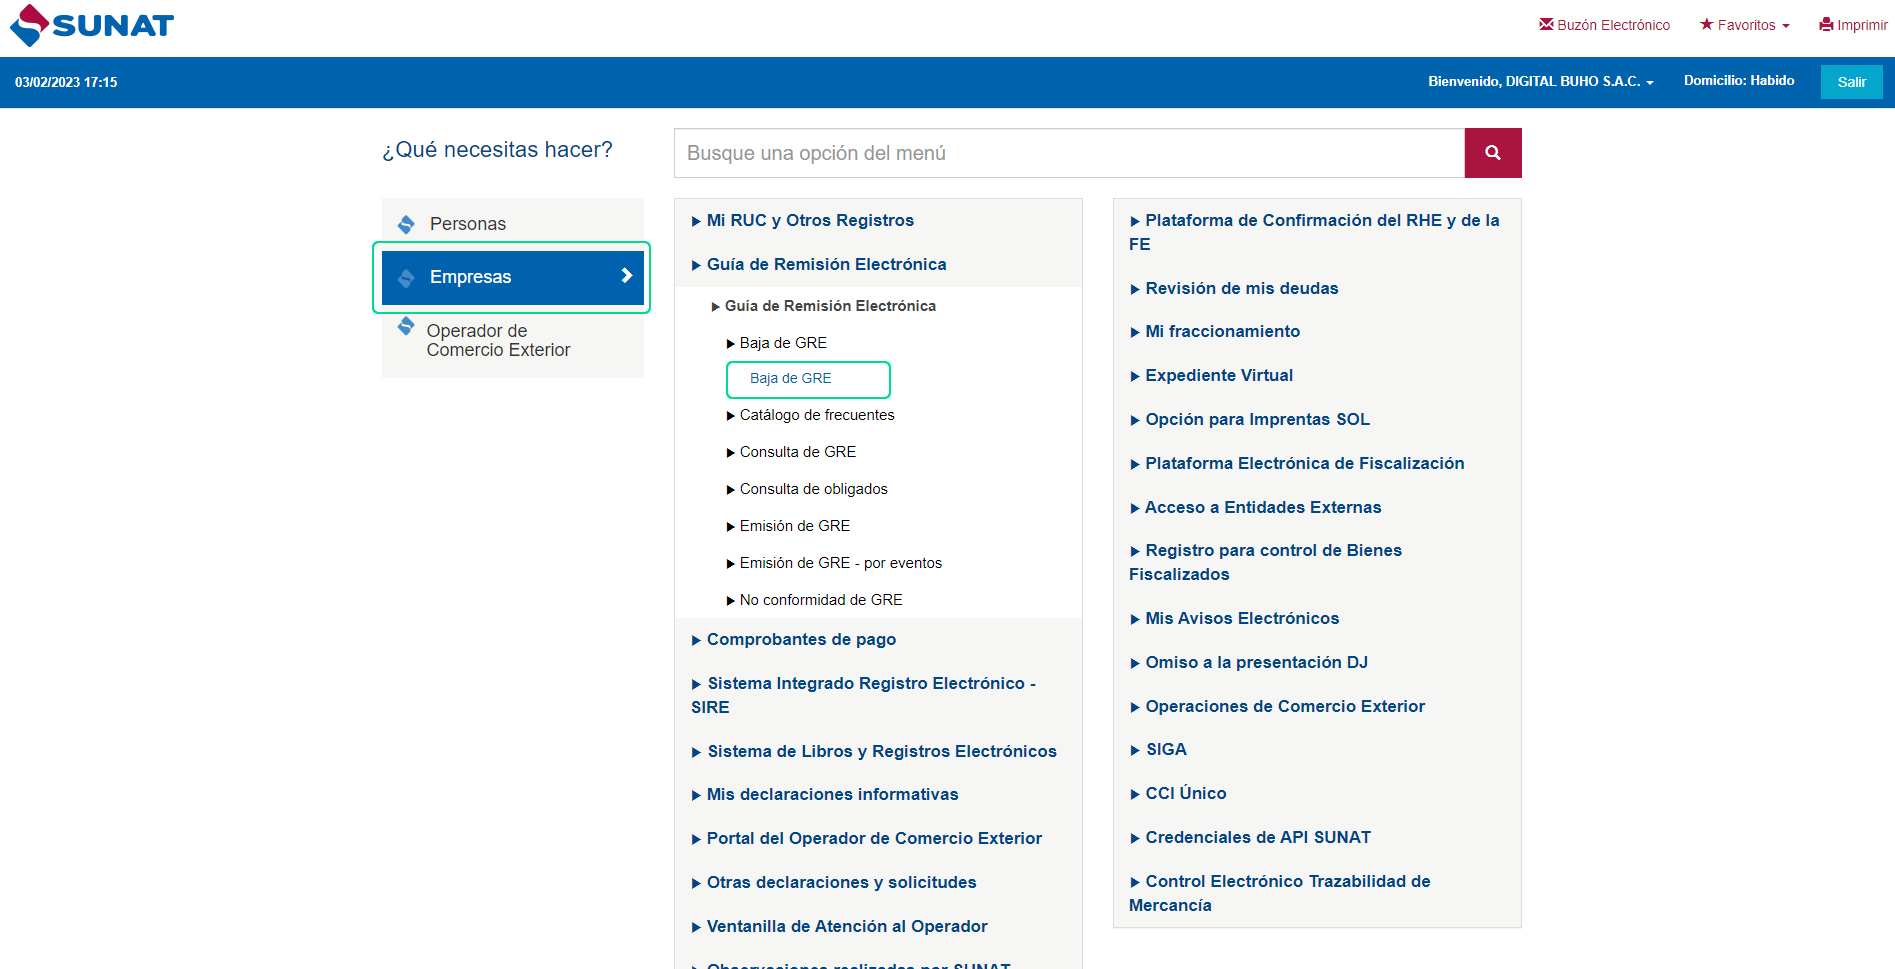 SUNAT
Buzón Electrónico
Favoritos
Imprimir
03/02/2023 17:15
Bienvenido, DIGITAL BUHO S.A.C.
Domicilio: Habido
Salir
¿Qué necesitas hacer?
Busque una opción del menú
Personas
Empresas
Operador de
Comercio Exterior
Mi RUC y Otros Registros
Guía de Remisión Electrónica
Guía de Remisión Electrónica
Baja de GRE
Baja de GRE
Catálogo de frecuentes
Consulta de GRE
Consulta de obligados
Emisión de GRE
Emisión de GRE - por eventos
No conformidad de GRE
Comprobantes de pago
Sistema Integrado Registro Electrónico -
SIRE
Sistema de Libros y Registros Electrónicos
Mis declaraciones informativas
Portal del Operador de Comercio Exterior
Otras declaraciones y solicitudes
Ventanilla de Atención al Operador
Observaciones realizadas por SUNAT
Plataforma de Confirmación del RHE y de la
FE
Revisión de mis deudas
Mi fraccionamiento
Expediente Virtual
Opción para Imprentas SOL
Plataforma Electrónica de Fiscalización
Acceso a Entidades Externas
Registro para control de Bienes
Fiscalizados
Mis Avisos Electrónicos
Omiso a la presentación DJ
Operaciones de Comercio Exterior
SIGA
CCI Único
Credenciales de API SUNAT
Control Electrónico Trazabilidad de
Mercancía